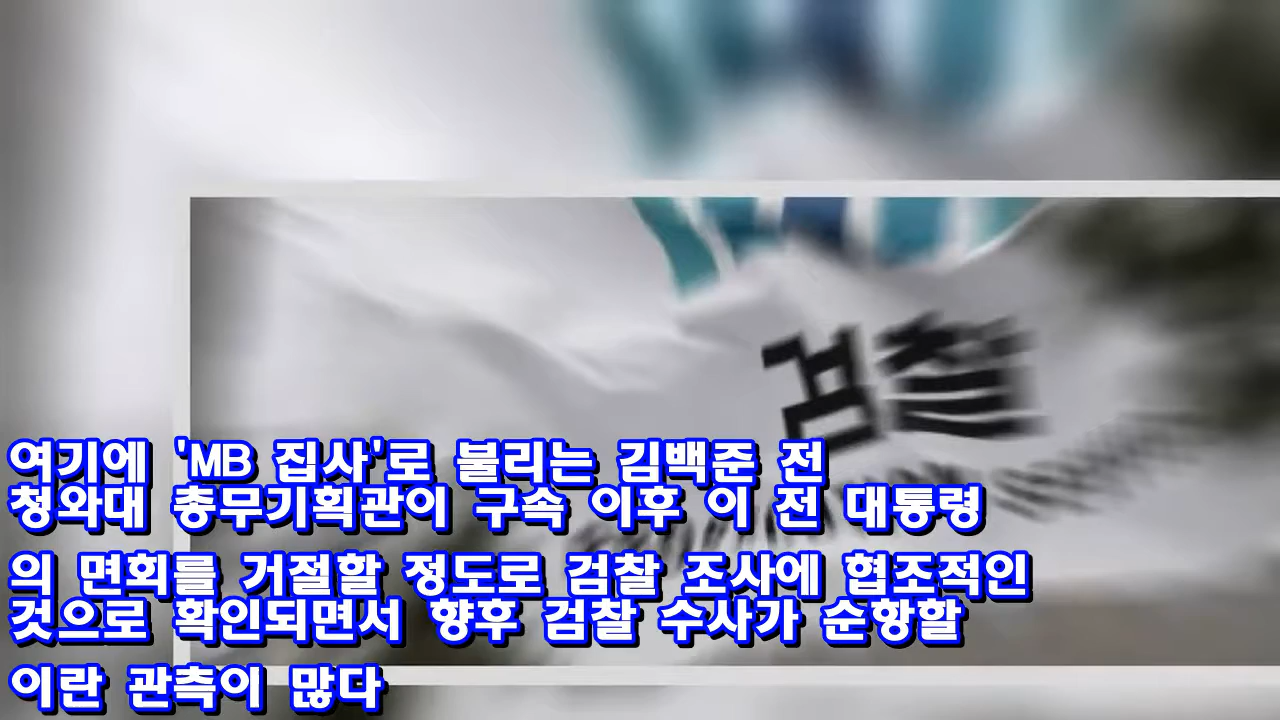 검찰
여기에 'MB 집사'로 불리는 김백준 전
청와대 총무기획관이 구속 이후 이 전 대통령
의 면회를 거절할 정도로 검찰 조사에 협조적인
것으로 확인되면서 향후 검찰 수사가 순항할
이란 관측이 많다